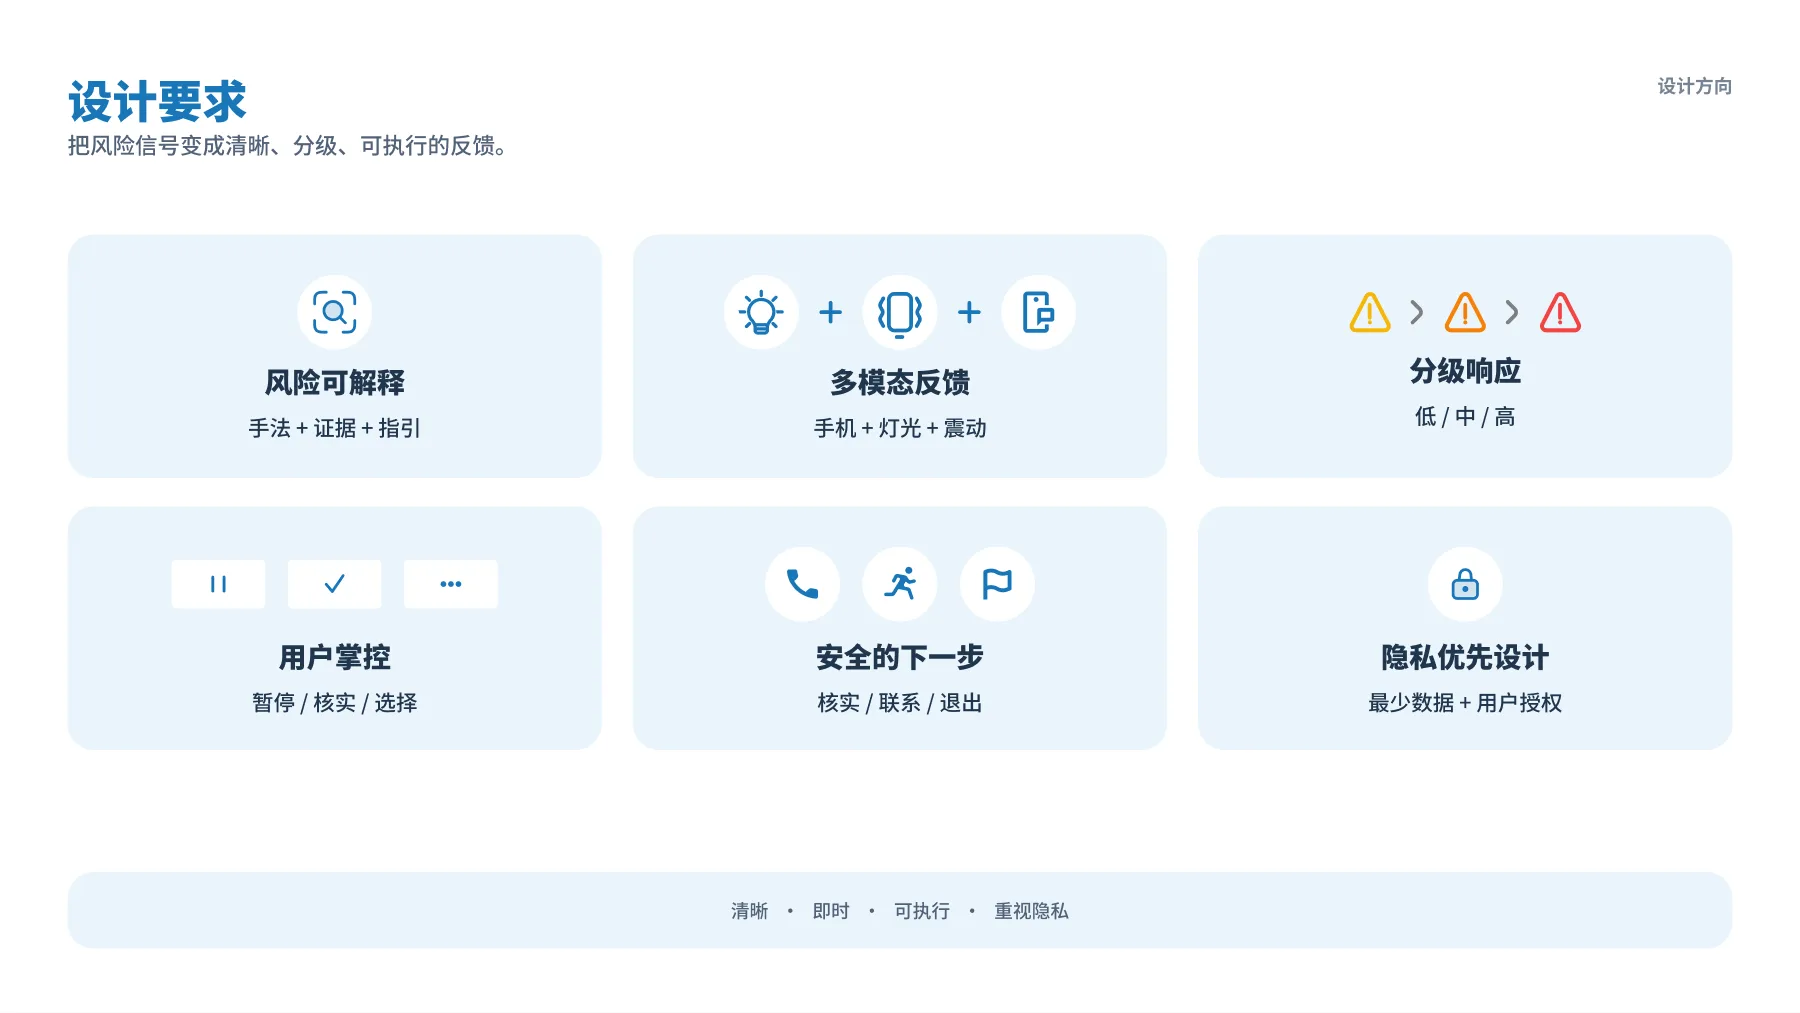 设计要求
设计方向
把风险信号变成清晰、分级、可执行的反馈。
风险可解释
手法 + 证据 + 指引
多模态反馈
手机 + 灯光 + 震动
分级响应
低 / 中 / 高
用户掌控
暂停 / 核实 / 选择
安全的下一步
核实 / 联系 / 退出
隐私优先设计
最少数据 + 用户授权
清晰 • 即时 • 可执行 • 重视隐私